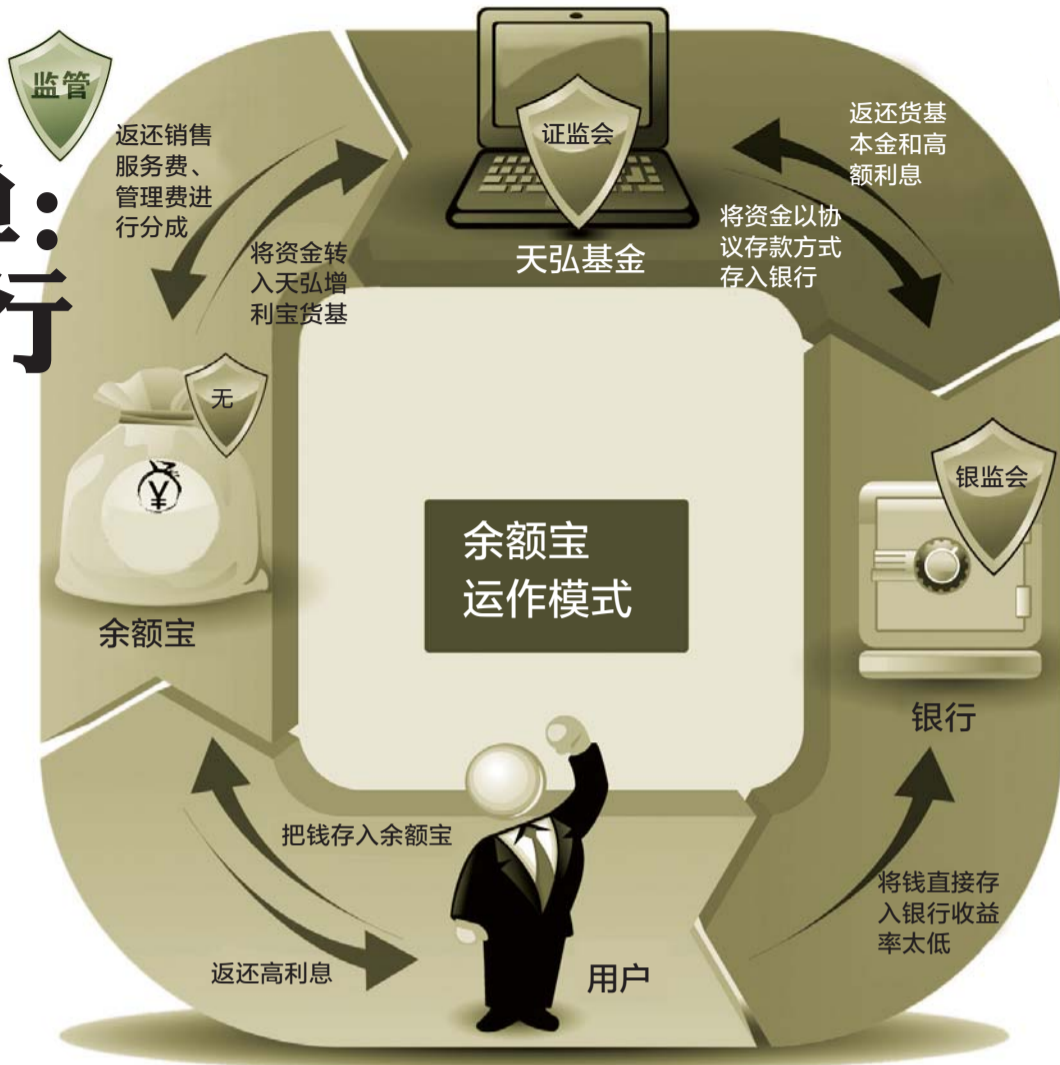 监管
行
返还销售
服务费、
管理费进
行分成
将资金转
入天弘增
利宝货基
证监会
天弘基金
返还货基
本金和高
额利息
将资金以协
议存款方式
存入银行
无
¥
余额宝
银监会
银行
余额宝
运作模式
把钱存入余额宝
返还高利息
用户
将钱直接存
入银行收益
率太低